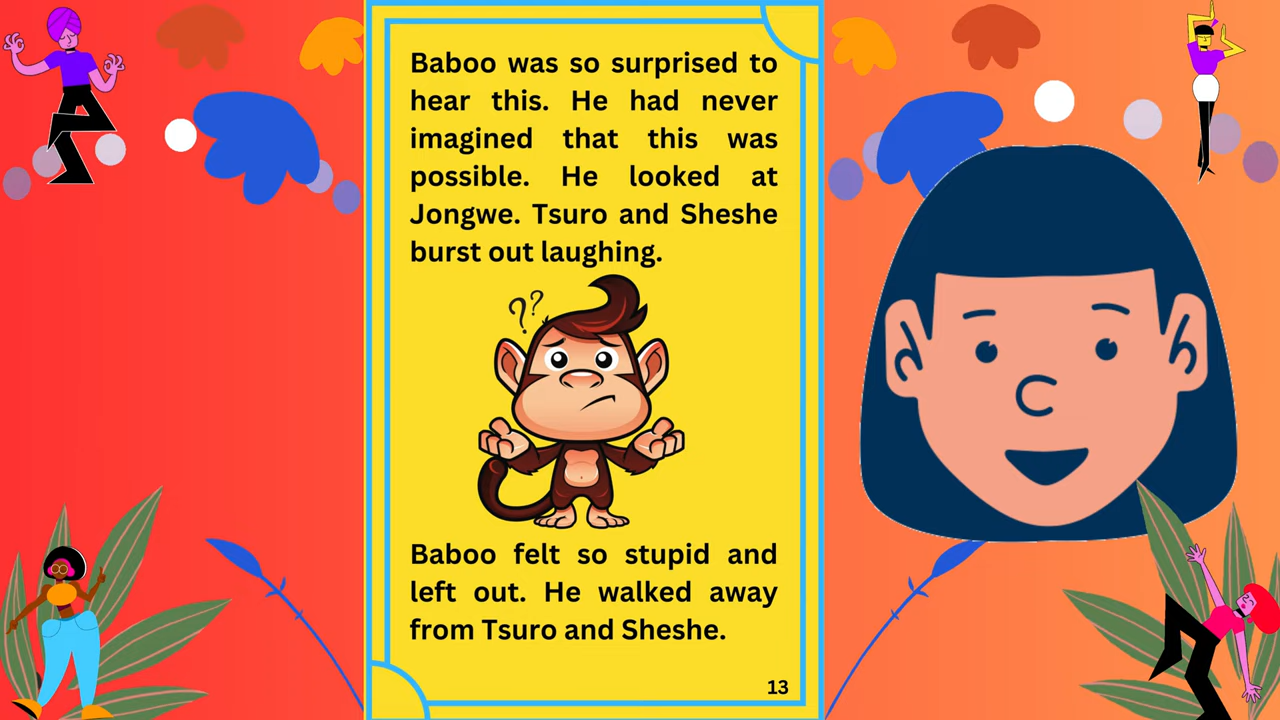 Baboo was so surprised to
hear this. He had never
imagined that this was
possible. He looked at
Jongwe. Tsuro and Sheshe
burst out laughing.
??
Baboo felt so stupid and
left out. He walked away
from Tsuro and Sheshe.
13